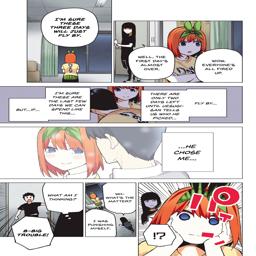 I'M SURE
THESE
THREE DAYS
WILL JUST
FLY BY.
WELL, THE
FIRST DAY'S
ALMOST
OVER.
WOW,
EVERYONE'S
ALL FIRED
UP.
BUT...P...
I'M SURE
THERE ARE
THE LAST FEW
DAYS WE CAN
SPEND LIKE
THIS...
THERE ARE
ONLY TWO
DAYS LEFT
UNTIL UESUGI-
SAN TELLS US
WHO HE
PICKED...
FLY BY...
...HE
CHOSE
ME...
B-BIG
TROUBLE!
WHAT AM I
THINKING?
WH-
WHAT'S THE
MATTER?
I WAS
PUNISHING
MYSELF.
!?
!?